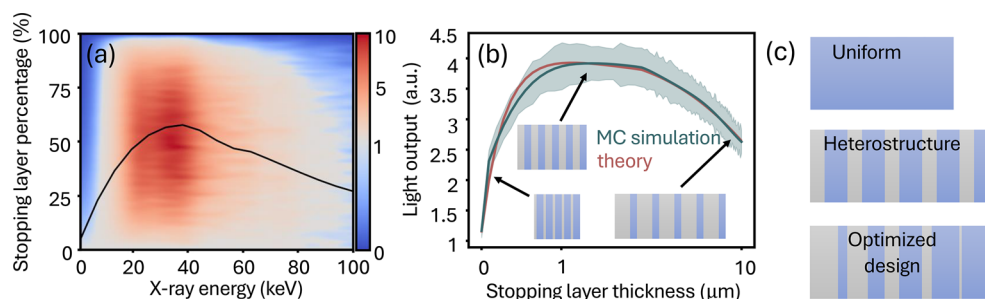 (a)
Stopping layer percentage (%)
100
75
50
25
0
0 20 40 60 80 100
X-ray energy (keV)
10
5
1
0
(b)
Light output (a.u.)
4.5
4
3.5
3
2.5
2
1.5
1
MC simulation
theory
0 1 10
Stopping layer thickness (μm)
(c)
Uniform
Heterostructure
Optimized
design